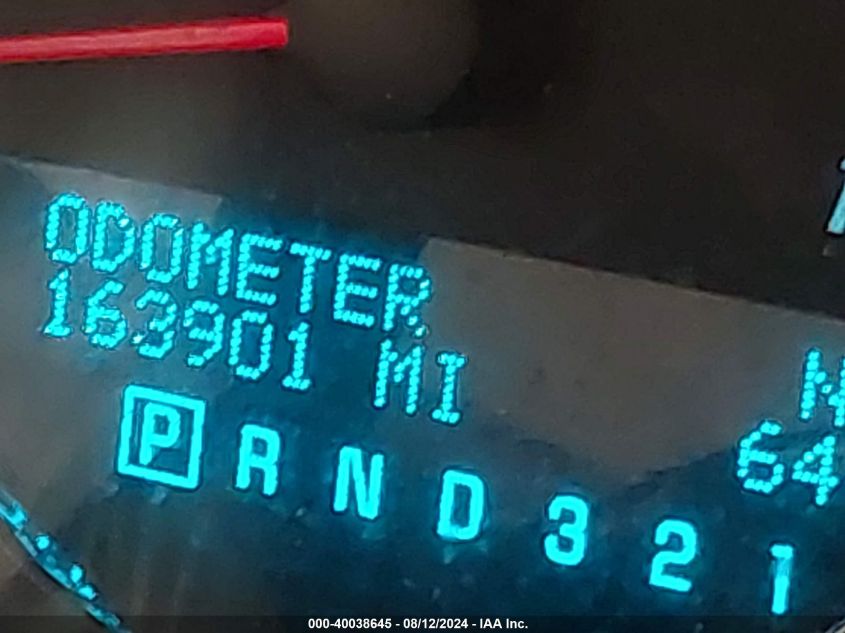 ODOMETER
163901 MI
N
64
P R N D 3 2 1
000-40038645 - 08/12/2024 - IAA Inc.